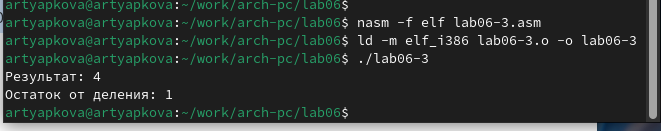 artyapkova@artyapkova:~/work/arch-pc/lab06$
artyapkova@artyapkova:~/work/arch-pc/lab06$ nasm -f elf lab06-3.asm
artyapkova@artyapkova:~/work/arch-pc/lab06$ ld -m elf_i386 lab06-3.o -o lab06-3
artyapkova@artyapkova:~/work/arch-pc/lab06$ ./lab06-3
Результат: 4
Остаток от деления: 1
artyapkova@artyapkova:~/work/arch-pc/lab06$